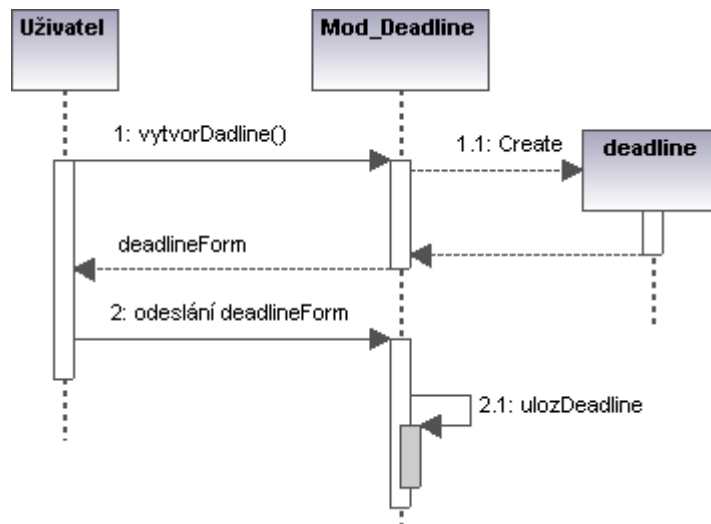 Uživatel
Mod_Deadline
1: vytvorDadline()
1.1: Create
deadline
deadlineForm
2: odeslání deadlineForm
2.1: ulozDeadline